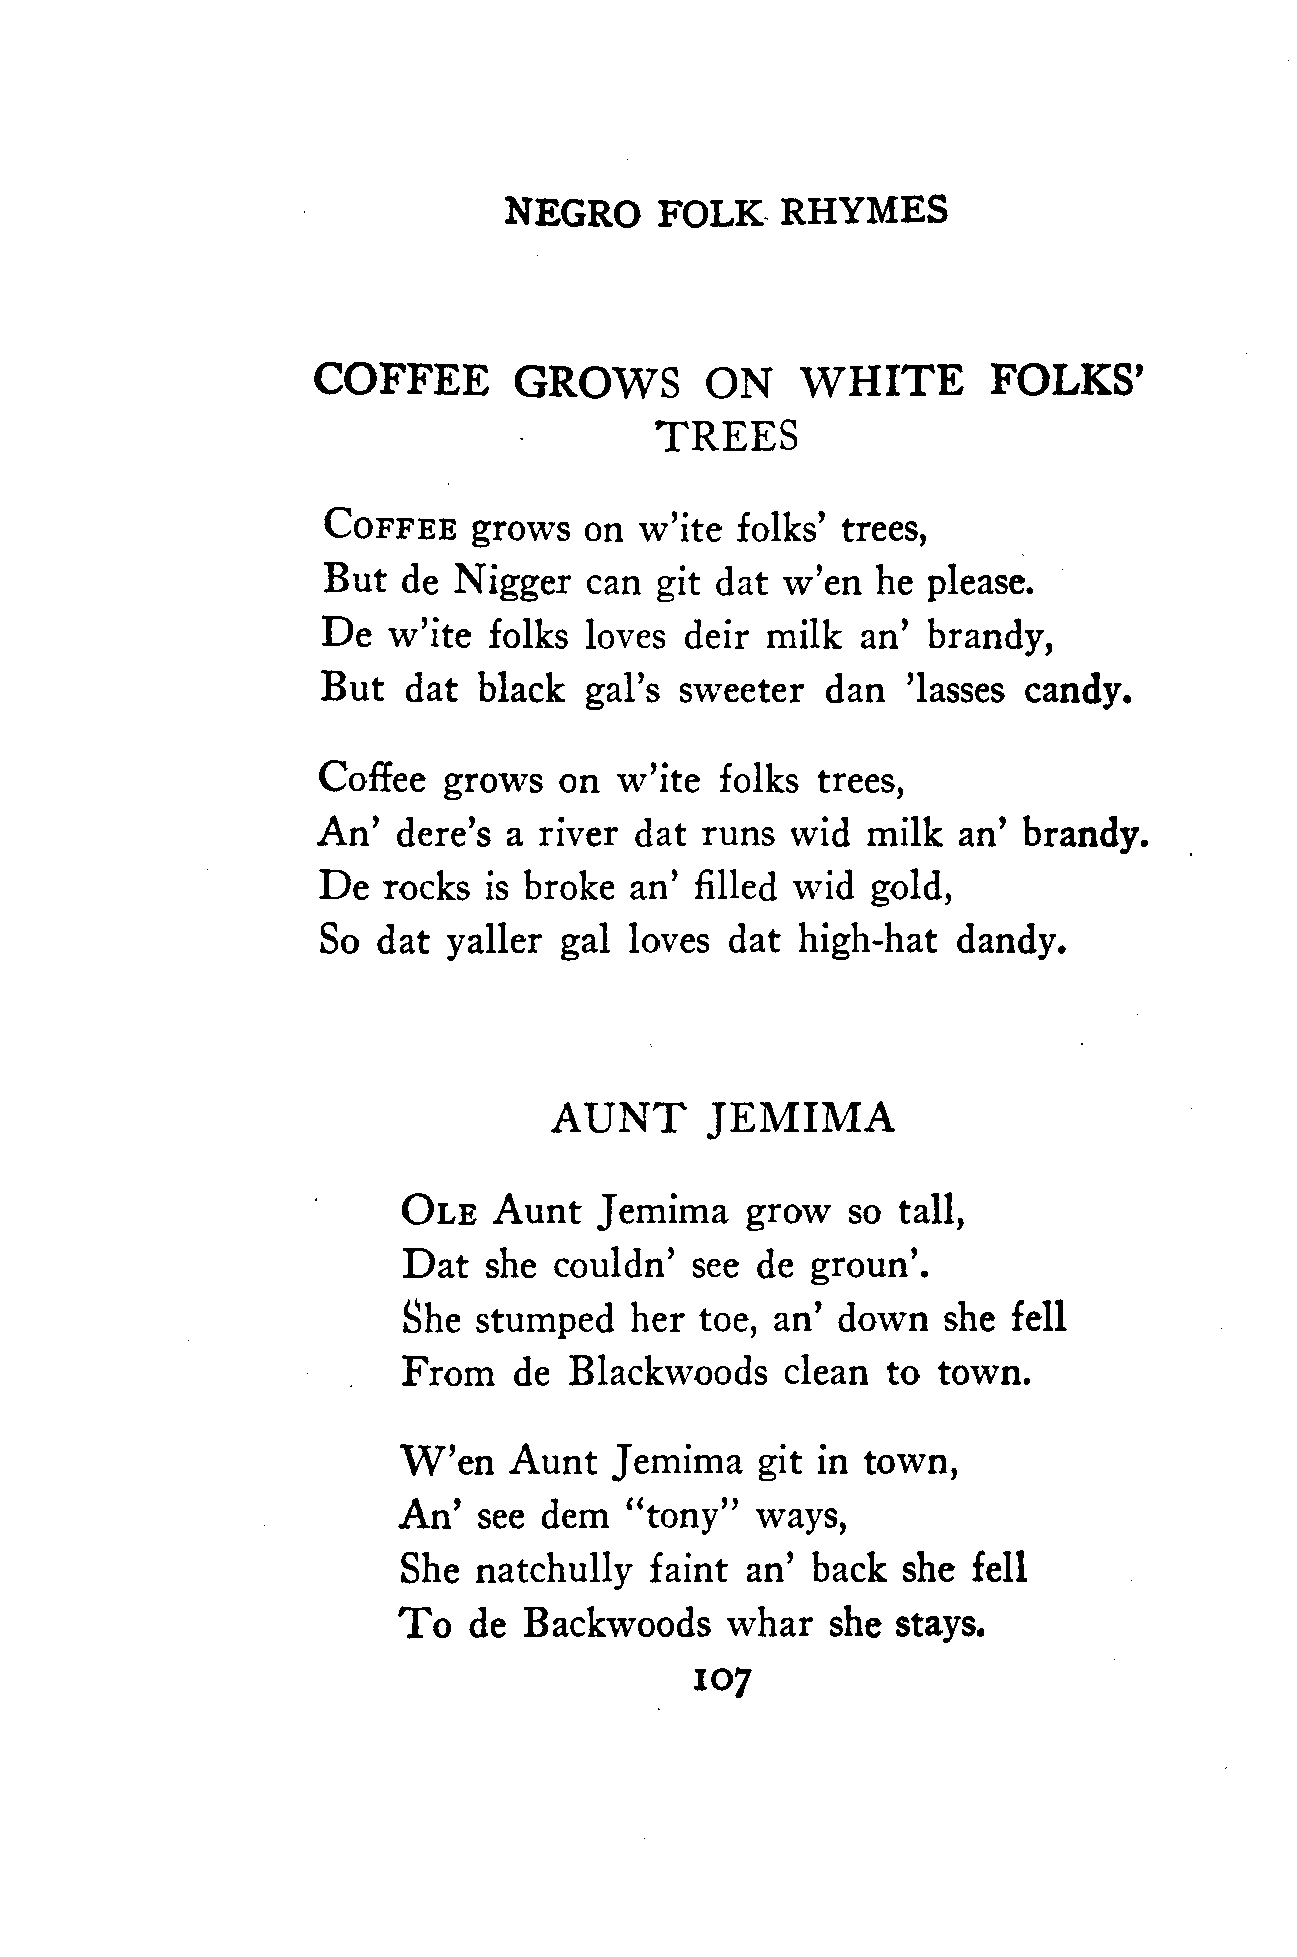 NEGRO FOLK RHYMES
COFFEE GROWS ON WHITE FOLKS'
TREES
COFFEE grows on w'ite folks' trees,
But de Nigger can git dat w'en he please.
De w'ite folks loves deir milk an' brandy,
But dat black gal's sweeter dan 'lasses candy.
Coffee grows on w'ite folks trees,
An' dere's a river dat runs wid milk an' brandy.
De rocks is broke an' filled wid gold,
So dat yaller gal loves dat high-hat dandy.
AUNT JEMIMA
OLE Aunt Jemima grow so tall,
Dat she couldn' see de groun'.
She stumped her toe, an' down she fell
From de Blackwoods clean to town.
W'en Aunt Jemima git in town,
An' see dem "tony" ways,
She natchully faint an' back she fell
To de Backwoods whar she stays.
107